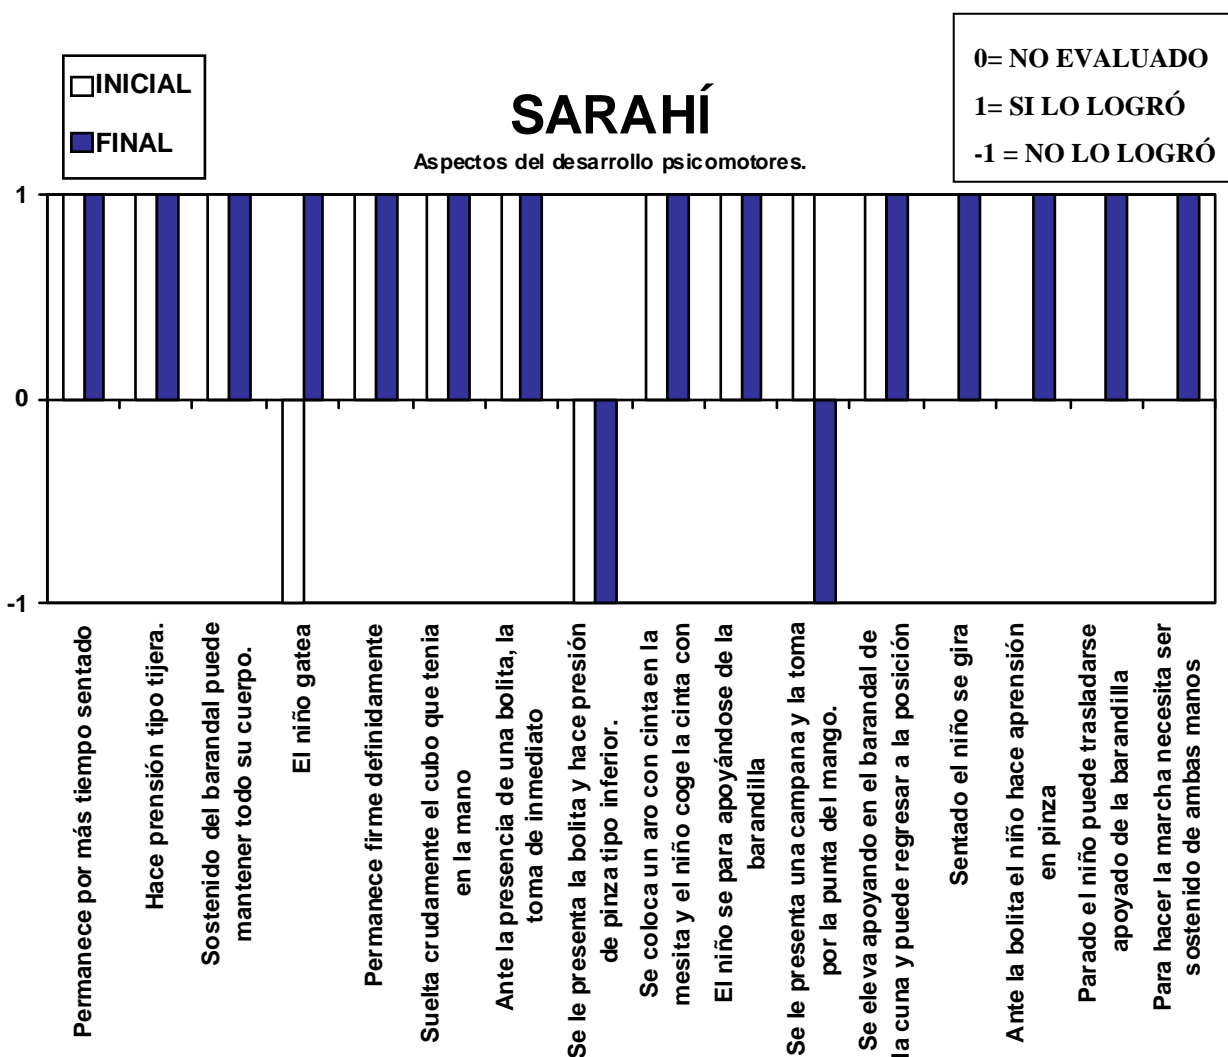 INICIAL
FINAL
SARAHÍ
Aspectos del desarrollo psicomotores.
0= NO EVALUADO
1= SI LO LOGRÓ
-1 = NO LO LOGRÓ
1
0
-1
Permanece por más tiempo sentado
Hace prensión tipo tijera.
Sostenido del barandal puede
mantener todo su cuerpo.
El niño gatea
Permanece firme definidamente
Suelta crudamente el cubo que tenia
en la mano
Ante la presencia de una bolita, la
toma de inmediato
Se le presenta la bolita y hace presión
de pinza tipo inferior.
Se coloca un aro con cinta en la
mesita y el niño coge la cinta con
El niño se para apoyándose de la
barandilla
Se le presenta una campana y la toma
por la punta del mango.
Se eleva apoyando en el barandal de
la cuna y puede regresar a la posición
Sentado el niño se gira
Ante la bolita el niño hace aprensión
en pinza
Parado el niño puede trasladarse
apoyado de la barandilla
Para hacer la marcha necesita ser
sostenido de ambas manos